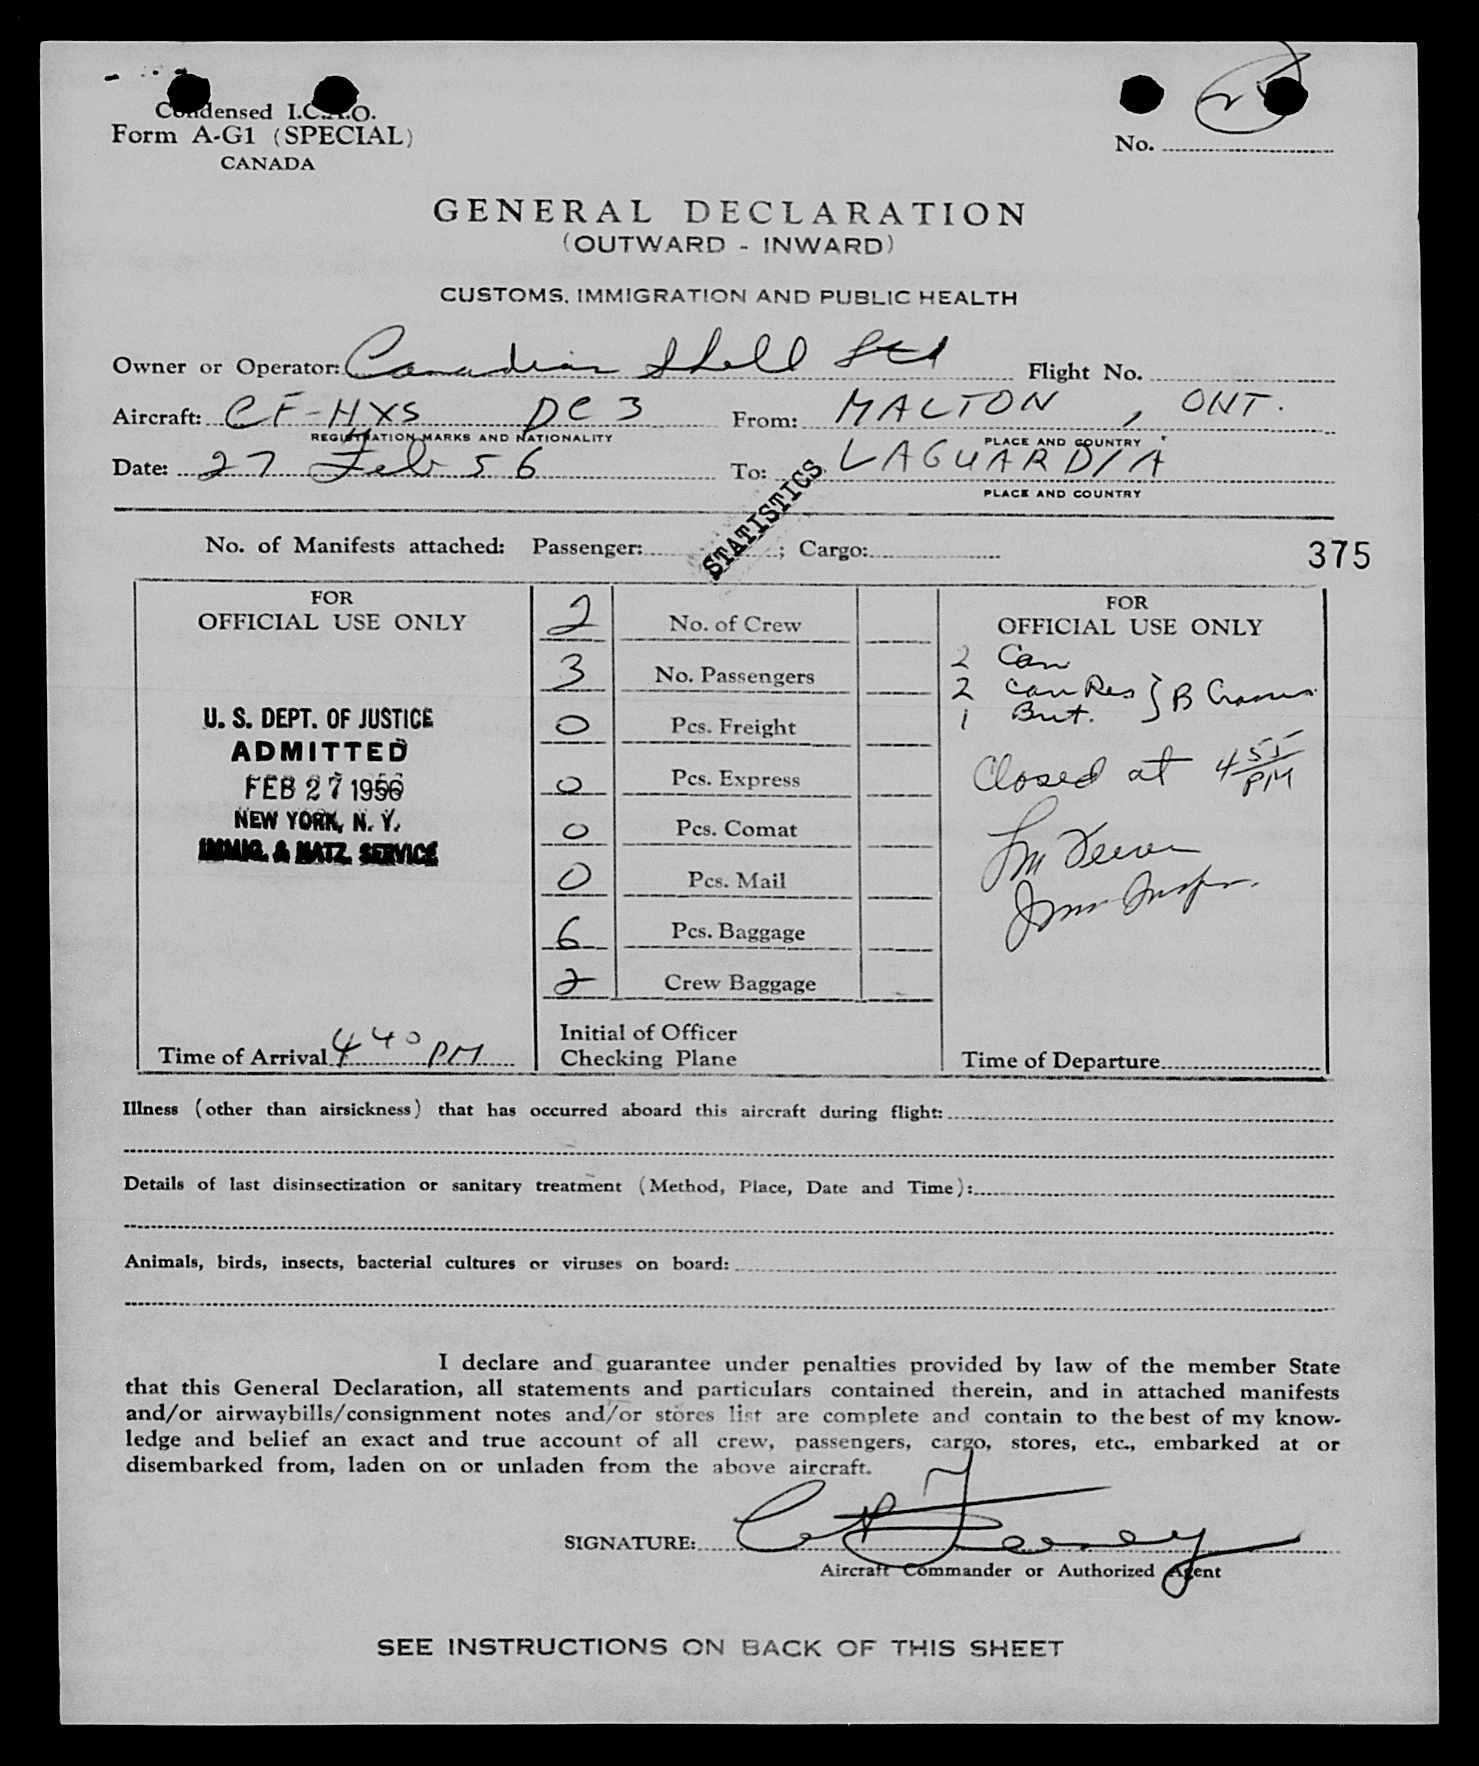 Condensed I.C.A.O.
Form A-G1 (SPECIAL)
CANADA
No.
GENERAL DECLARATION
(OUTWARD - INWARD)
CUSTOMS, IMMIGRATION AND PUBLIC HEALTH
Owner or Operator: Canadian Shell Ltd Flight No.
Aircraft: CF-HXS DC3 From: MALTON, ONT.
REGISTRATION MARKS AND NATIONALITY PLACE AND COUNTRY
Date: 27 Feb 56 To: LAGUARDIA
PLACE AND COUNTRY
STATISTICS
No. of Manifests attached: Passenger: ; Cargo:
375
FOR
OFFICIAL USE ONLY
U. S. DEPT. OF JUSTICE
ADMITTED
FEB 27 1956
NEW YORK, N. Y.
IMMIG. & NATZ. SERVICE
Time of Arrival 4 40 PM
2 No. of Crew
3 No. Passengers
0 Pcs. Freight
0 Pcs. Express
0 Pcs. Comat
0 Pcs. Mail
6 Pcs. Baggage
2 Crew Baggage
Initial of Officer
Checking Plane
FOR
OFFICIAL USE ONLY
2 Can
2 Can Res } B
1 Brit.
Closed at 4 55 PM
Time of Departure
Illness (other than airsickness) that has occurred aboard this aircraft during flight:
Details of last disinsectization or sanitary treatment (Method, Place, Date and Time):
Animals, birds, insects, bacterial cultures or viruses on board:
I declare and guarantee under penalties provided by law of the member State
that this General Declaration, all statements and particulars contained therein, and in attached manifests
and/or airwaybills/consignment notes and/or stores list are complete and contain to the best of my know-
ledge and belief an exact and true account of all crew, passengers, cargo, stores, etc., embarked at or
disembarked from, laden on or unladen from the above aircraft.
SIGNATURE:
Aircraft Commander or Authorized Agent
SEE INSTRUCTIONS ON BACK OF THIS SHEET